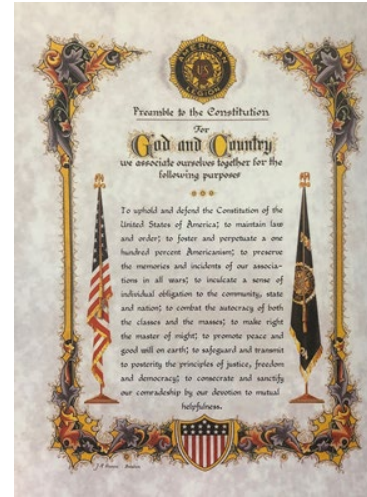 AMERICAN
US
LEGION
Preamble to the Constitution
For
God and Country
we associate ourselves together for the
following purposes
To uphold and defend the Constitution of the
United States of America; to maintain law
and order; to foster and perpetuate a one
hundred percent Americanism; to preserve
the memories and incidents of our associa-
tions in all wars; to inculcate a sense of
individual obligation to the community, state
and nation; to combat the autocracy of both
the classes and the masses; to make right
the master of might; to promote peace and
good will on earth; to safeguard and transmit
to posterity the principles of justice, freedom
and democracy; to consecrate and sanctify
our comradeship by our devotion to mutual
helpfulness.